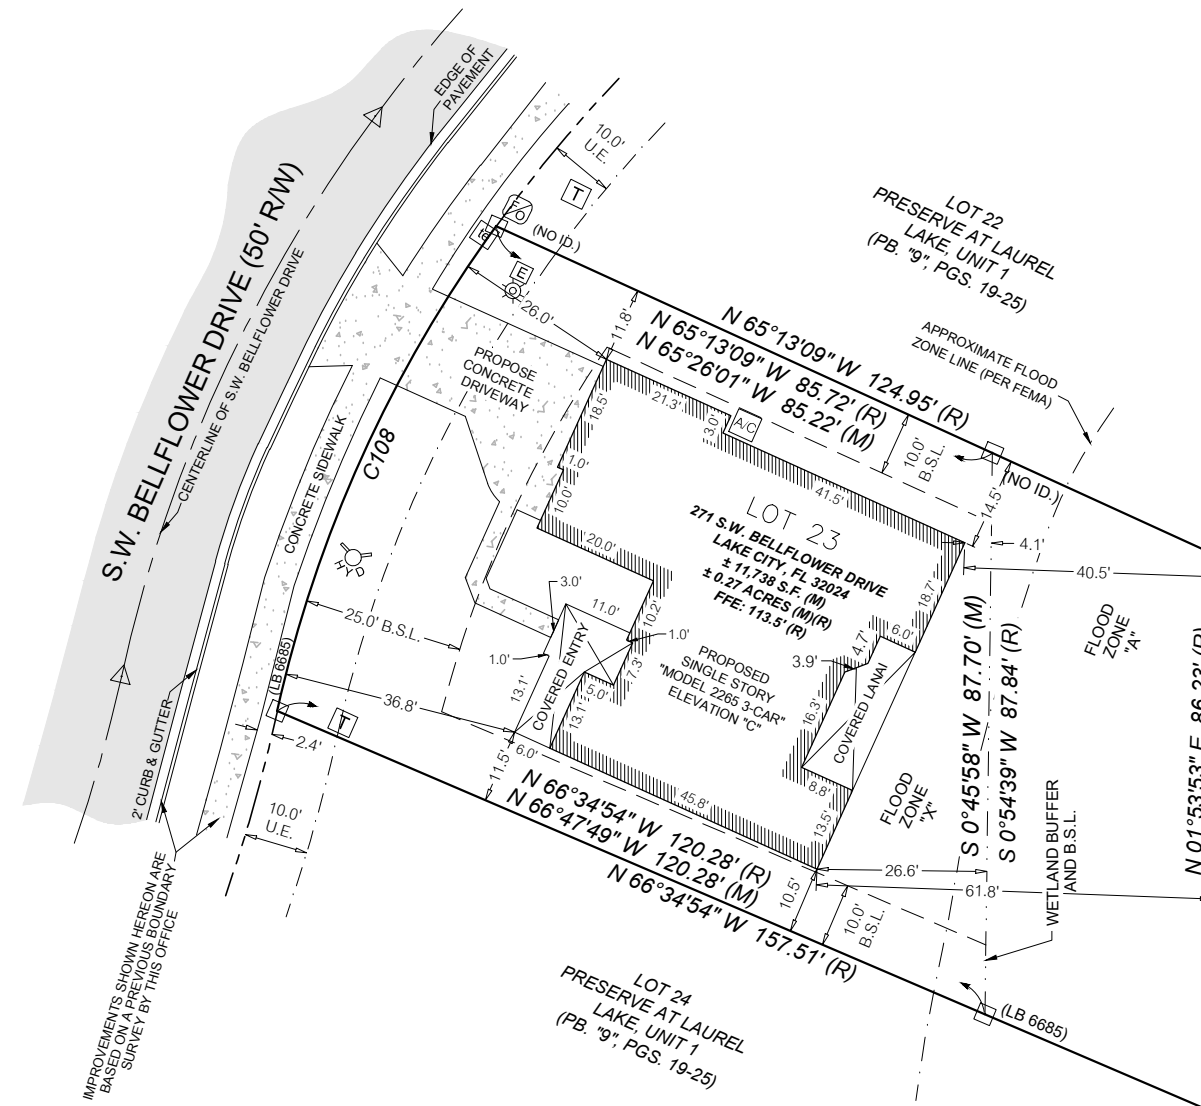 EDGE OF
PAVEMENT
S.W. BELLFLOWER DRIVE (50' R/W)
CENTERLINE OF S.W. BELLFLOWER DRIVE
10.0'
U.E.
T
(NO ID.)
E
26.0'
11.8'
LOT 22
PRESERVE AT LAUREL
LAKE, UNIT 1
(PB. "9", PGS. 19-25)
APPROXIMATE FLOOD
ZONE LINE (PER FEMA)
N 65°13'09" W 124.95' (R)
N 65°13'09" W 85.72' (R)
N 65°26'01" W 85.22' (M)
PROPOSE
CONCRETE
DRIVEWAY
18.5'
21.3'
3.0'
A/C
10.0'
B.S.L.
(NO ID.)
14.5'
4.1'
40.5'
41.5'
1.0'
10.0'
20.0'
C108
CONCRETE SIDEWALK
HYD
LOT 23
271 S.W. BELLFLOWER DRIVE
LAKE CITY, FL 32024
± 11,738 S.F. (M)
± 0.27 ACRES (M)(R)
FFE: 113.5' (R)
18.7'
3.0'
11.0'
10.2'
1.0'
25.0' B.S.L.
1.0'
13.1'
COVERED ENTRY
7.3'
5.0'
13.1'
PROPOSED
SINGLE STORY
"MODEL 2265 3-CAR"
ELEVATION "C"
6.0'
4.7'
3.9'
COVERED LANAI
16.3'
8.8'
13.5'
FLOOD
ZONE
"A"
S 0°45'58" W 87.70' (M)
S 0°54'39" W 87.84' (R)
N 01°53'53" E 86.23' (R)
FLOOD
ZONE
"X"
(LB 6685)
36.8'
T
2.4'
6.0'
11.5'
45.8'
2' CURB & GUTTER
10.0'
U.E.
N 66°34'54" W 120.28' (R)
N 66°47'49" W 120.28' (M)
N 66°34'54" W 157.51' (R)
10.5'
26.6'
61.8'
10.0'
B.S.L.
WETLAND BUFFER
AND B.S.L.
IMPROVEMENTS SHOWN HEREON ARE
BASED ON A PREVIOUS BOUNDARY
SURVEY BY THIS OFFICE
LOT 24
PRESERVE AT LAUREL
LAKE, UNIT 1
(PB. "9", PGS. 19-25)
(LB 6685)